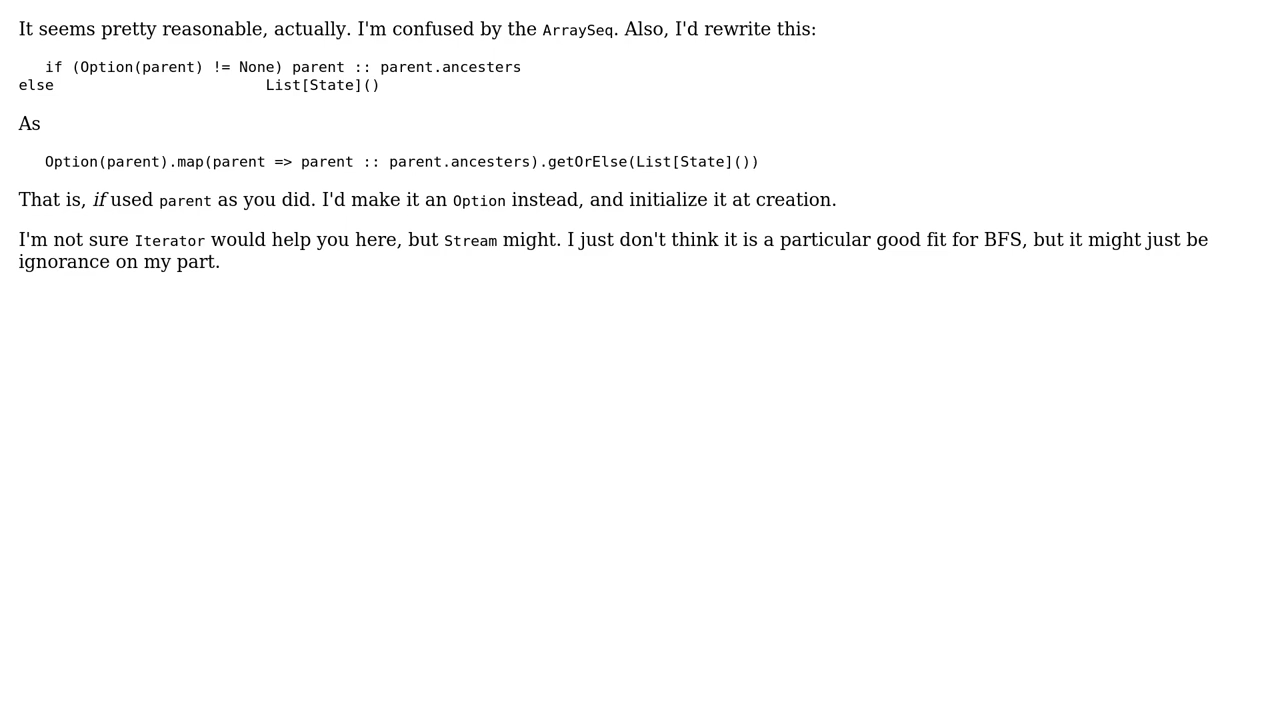 It seems pretty reasonable, actually. I'm confused by the ArraySeq. Also, I'd rewrite this:
if (Option(parent) != None) parent :: parent.ancesters
else                        List[State]()
As
Option(parent).map(parent => parent :: parent.ancesters).getOrElse(List[State]())
That is, if used parent as you did. I'd make it an Option instead, and initialize it at creation.
I'm not sure Iterator would help you here, but Stream might. I just don't think it is a particular good fit for BFS, but it might just be
ignorance on my part.